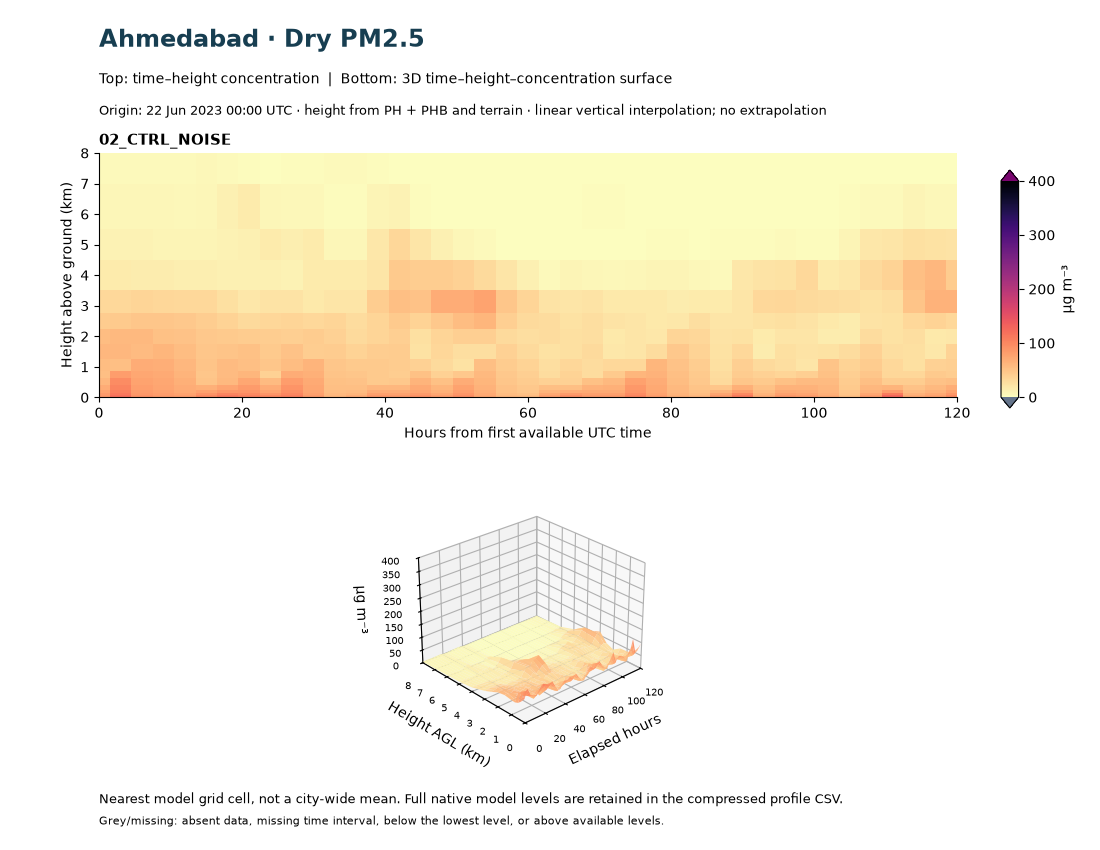 Ahmedabad · Dry PM2.5
Top: time–height concentration | Bottom: 3D time–height–concentration surface
Origin: 22 Jun 2023 00:00 UTC · height from PH + PHB and terrain · linear vertical interpolation; no extrapolation
02_CTRL_NOISE
8
7
6
5
4
3
2
1
0
Height above ground (km)
0 20 40 60 80 100 120
Hours from first available UTC time
400
300
200
100
0
µg m⁻³
400
350
300
250
200
150
100
50
0
µg m⁻³
8 7 6 5 4 3 2 1 0
Height AGL (km)
0 20 40 60 80 100 120
Elapsed hours
Nearest model grid cell, not a city-wide mean. Full native model levels are retained in the compressed profile CSV.
Grey/missing: absent data, missing time interval, below the lowest level, or above available levels.